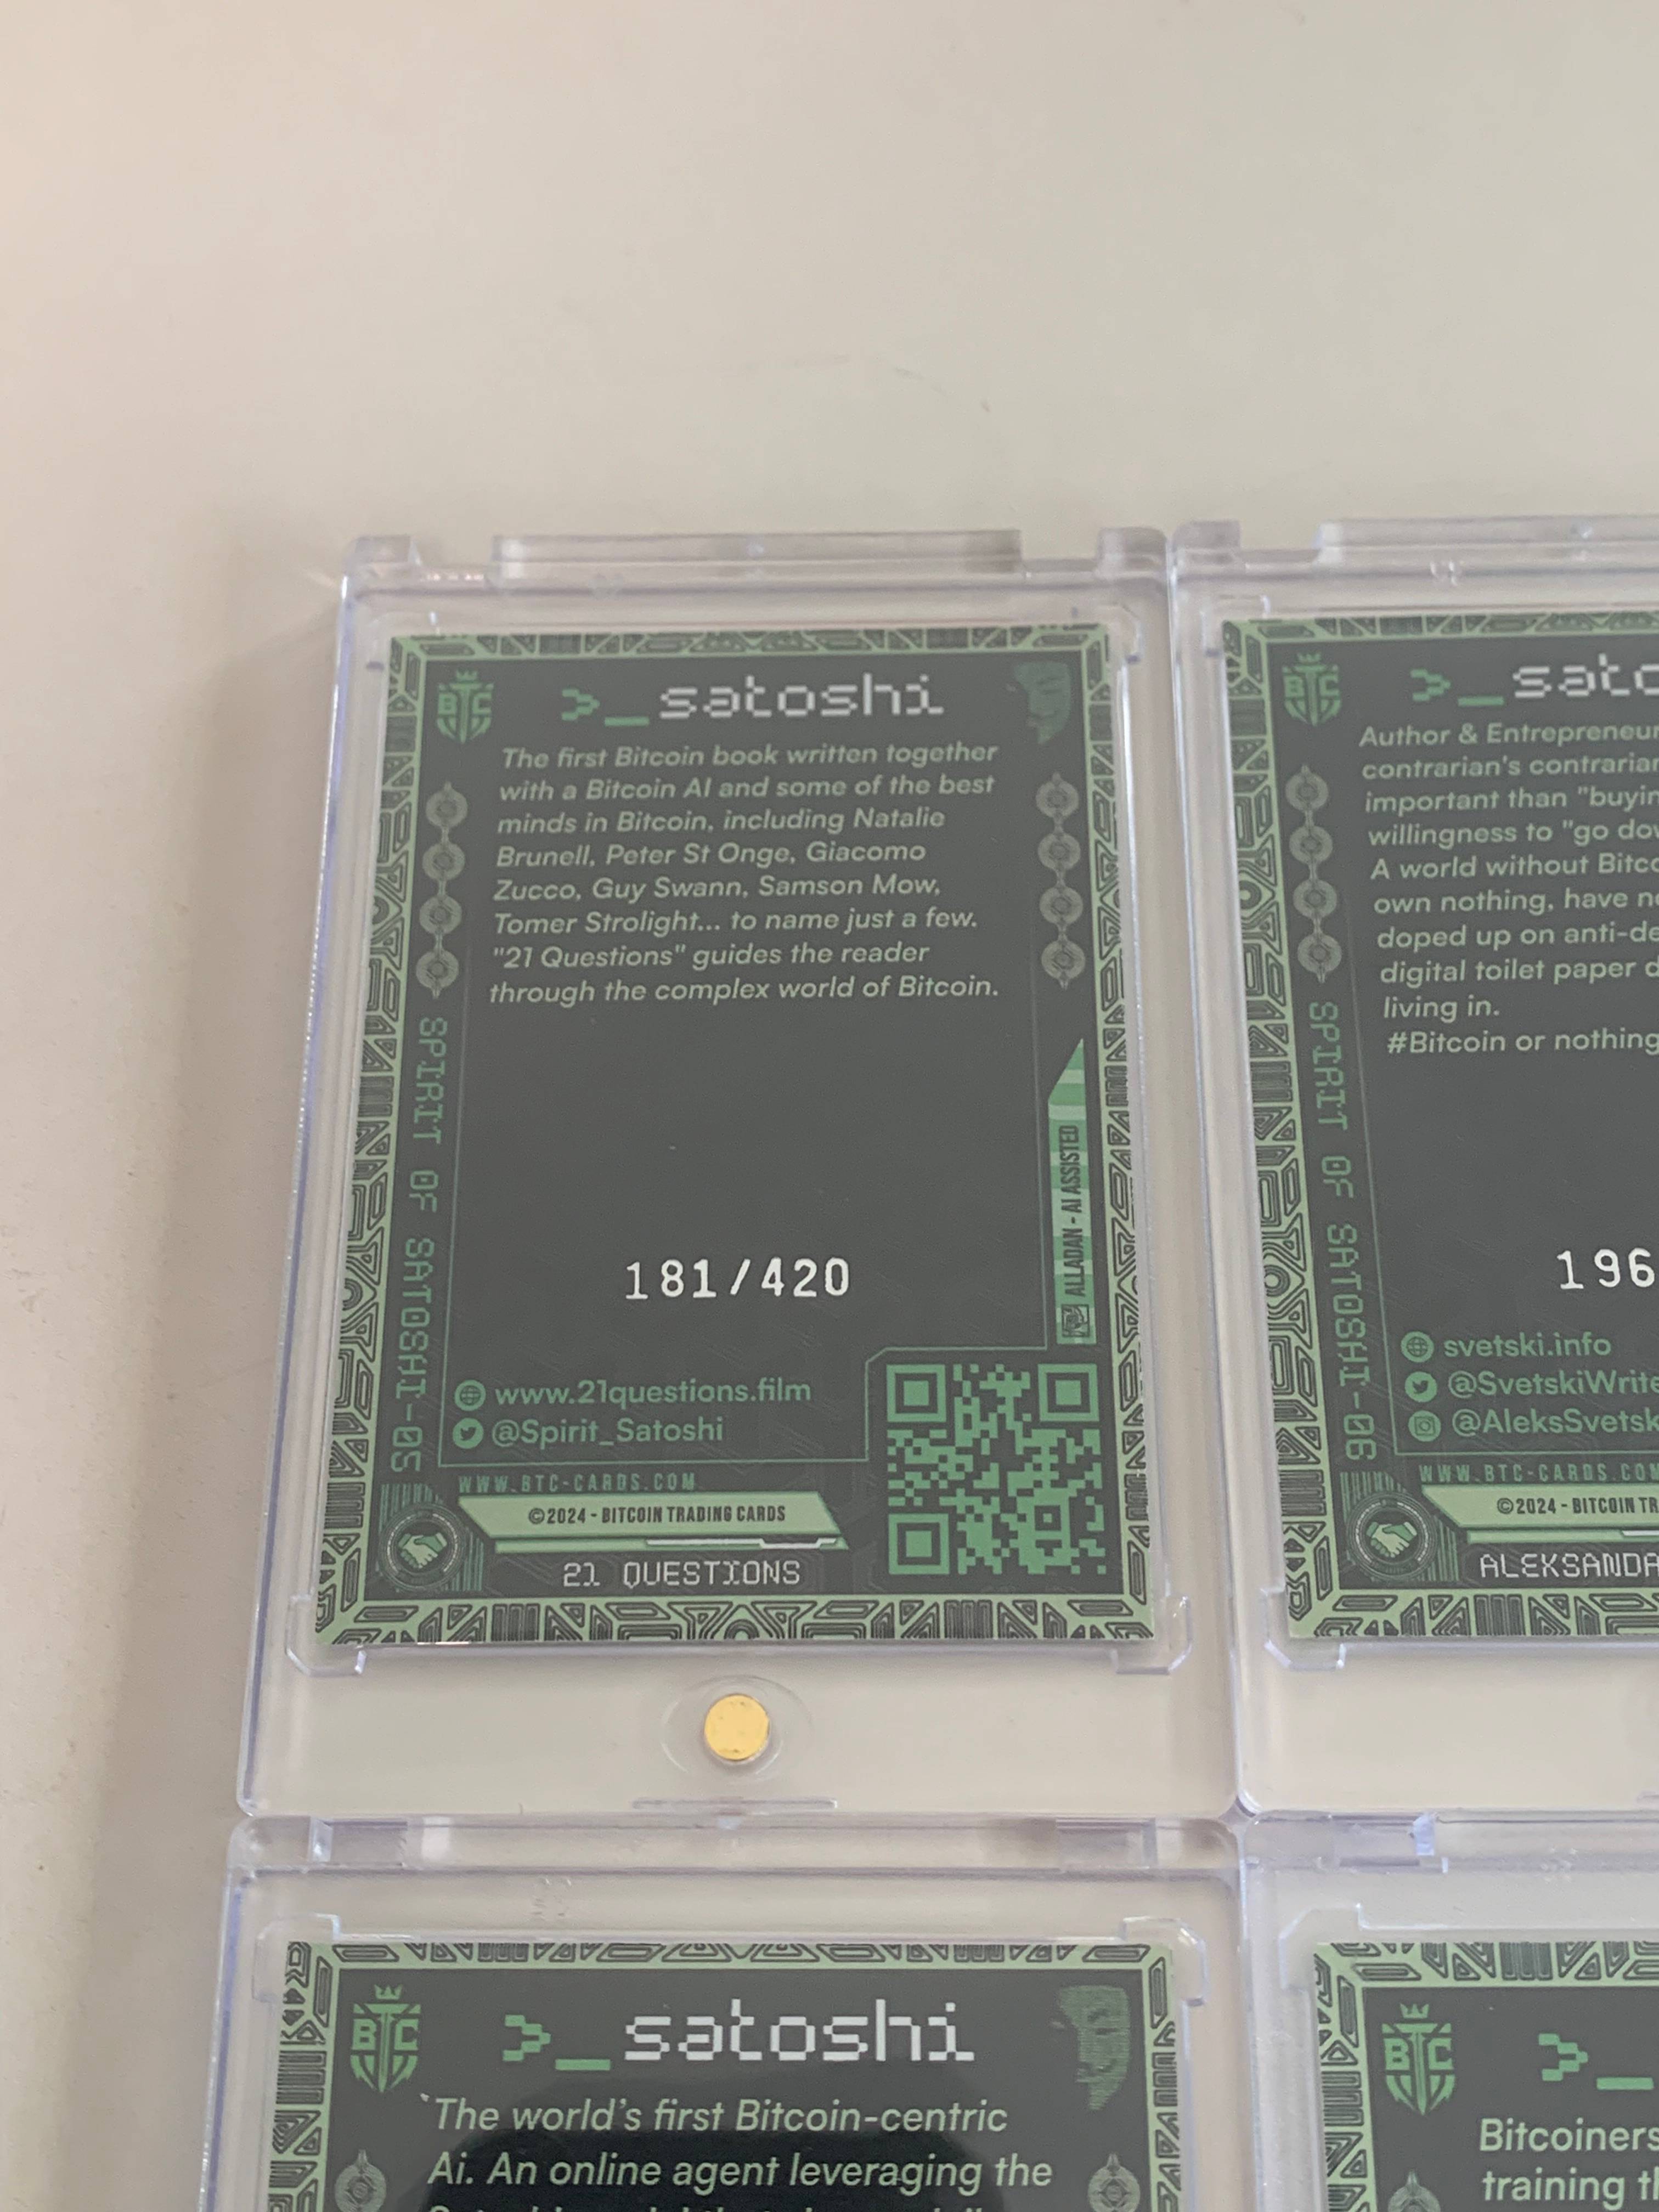 BTC
>_satoshi
The first Bitcoin book written together
with a Bitcoin AI and some of the best
minds in Bitcoin, including Natalie
Brunell, Peter St Onge, Giacomo
Zucco, Guy Swann, Samson Mow,
Tomer Strolight... to name just a few.
"21 Questions" guides the reader
through the complex world of Bitcoin.
SPIRIT OF SATOSHI-05
ALLADAN - AI ASSISTED
181/420
www.21questions.film
@Spirit_Satoshi
WWW.BTC-CARDS.COM
©2024 - BITCOIN TRADING CARDS
21 QUESTIONS
BTC
>_sato
Author & Entrepreneur
contrarian's contrarian
important than "buyin
willingness to "go dow
A world without Bitco
own nothing, have no
doped up on anti-de
digital toilet paper d
living in.
#Bitcoin or nothing
SPIRIT OF SATOSHI-06
196
svetski.info
@SvetskiWrite
@AleksSvetsk
WWW.BTC-CARDS.COM
©2024 - BITCOIN TR
ALEKSANDA
BTC
>_satoshi
The world's first Bitcoin-centric
Ai. An online agent leveraging the
BTC
>_
Bitcoiners
training th